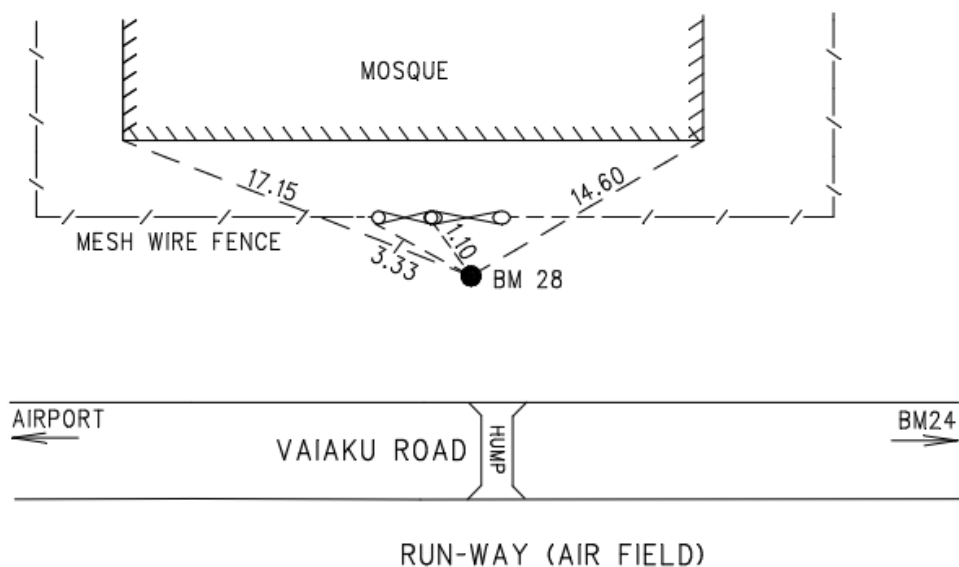 MOSQUE
17.15
14.60
MESH WIRE FENCE
1.10
3.33
BM 28
AIRPORT
BM24
VAIAKU ROAD
HUMP
RUN-WAY (AIR FIELD)